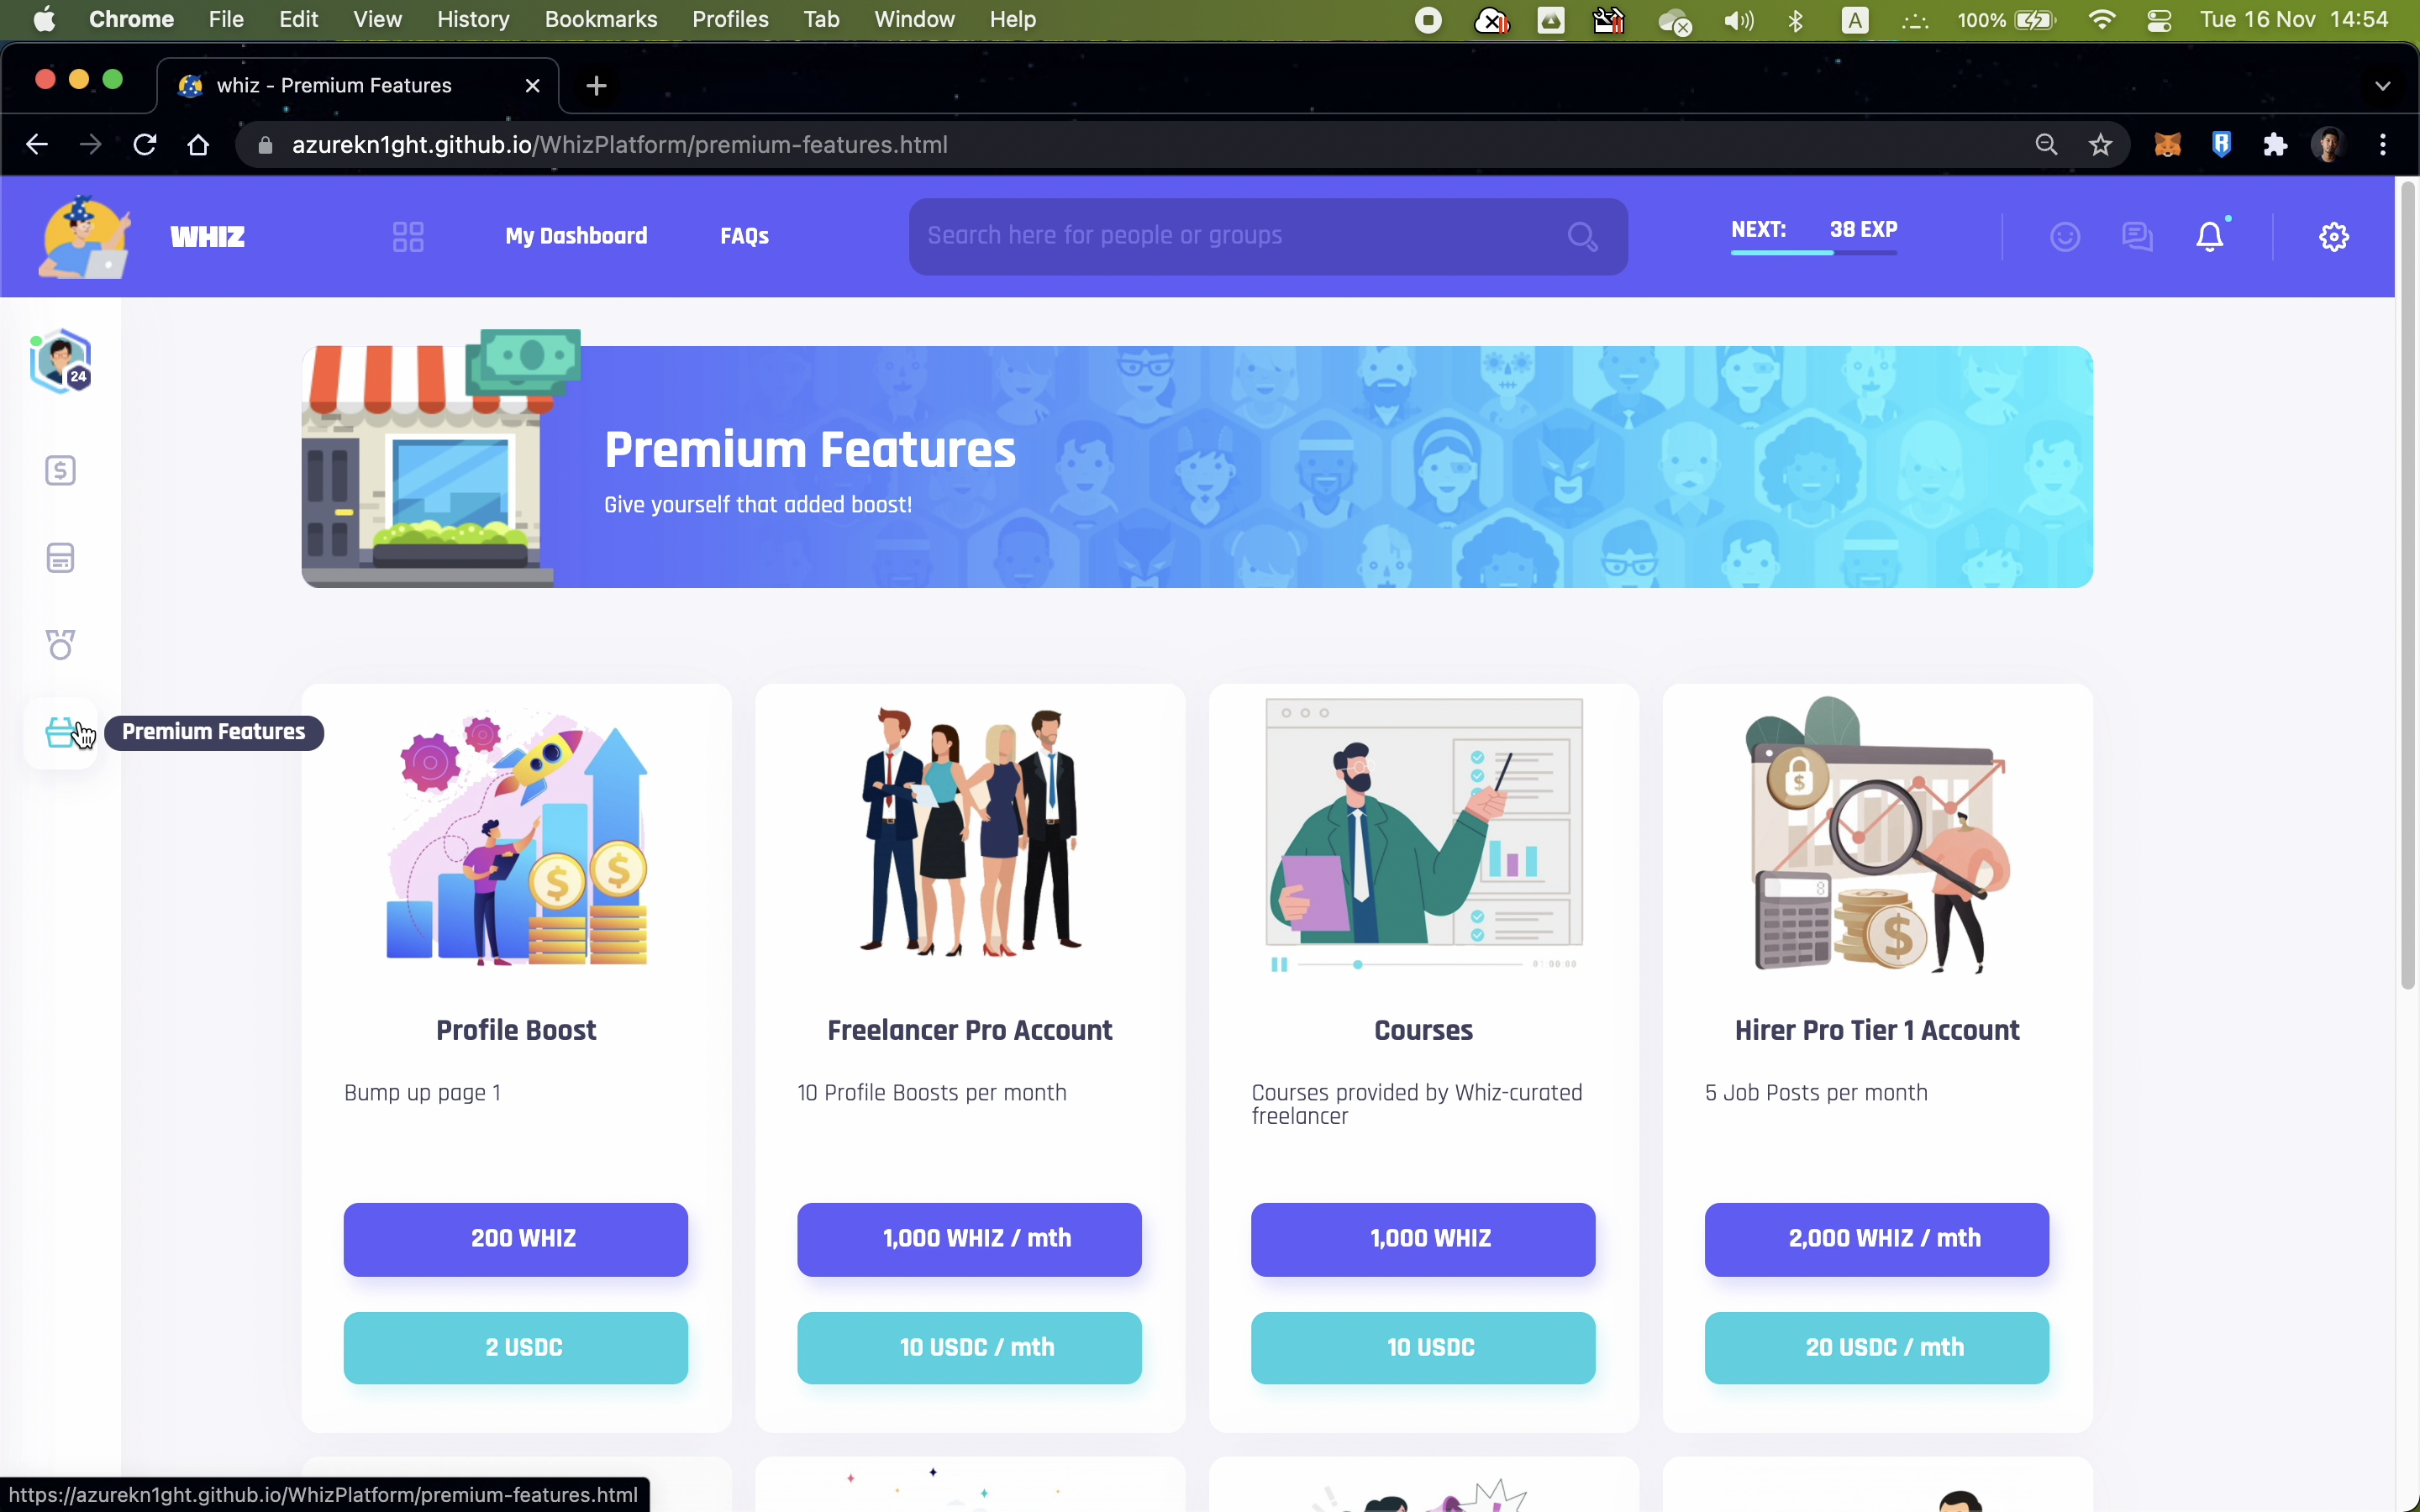 Chrome File Edit View History Bookmarks Profiles Tab Window Help A 100% Tue 16 Nov 14:54
whiz - Premium Features
azurekn1ght.github.io/WhizPlatform/premium-features.html
WHIZ My Dashboard FAQs Search here for people or groups NEXT: 38 EXP
24
Premium Features
Give yourself that added boost!
Premium Features
Profile Boost
Bump up page 1
200 WHIZ
2 USDC
Freelancer Pro Account
10 Profile Boosts per month
1,000 WHIZ / mth
10 USDC / mth
Courses
Courses provided by Whiz-curated
freelancer
1,000 WHIZ
10 USDC
Hirer Pro Tier 1 Account
5 Job Posts per month
2,000 WHIZ / mth
20 USDC / mth
https://azurekn1ght.github.io/WhizPlatform/premium-features.html